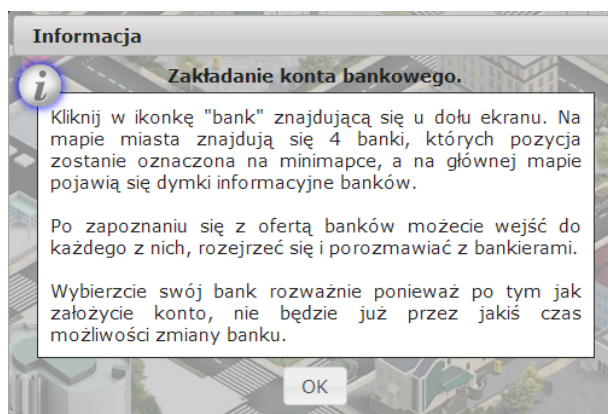 Informacja
Zakładanie konta bankowego.
Kliknij w ikonkę "bank" znajdującą się u dołu ekranu. Na
mapie miasta znajdują się 4 banki, których pozycja
zostanie oznaczona na minimapce, a na głównej mapie
pojawią się dymki informacyjne banków.
Po zapoznaniu się z ofertą banków możecie wejść do
każdego z nich, rozejrzeć się i porozmawiać z bankierami.
Wybierzcie swój bank rozważnie ponieważ po tym jak
założycie konto, nie będzie już przez jakiś czas
możliwości zmiany banku.
OK